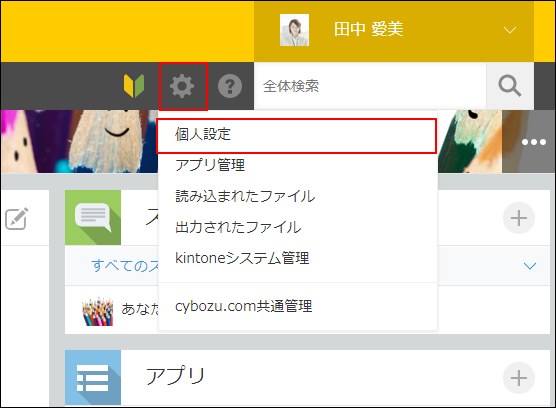 田中 愛美
全体検索
個人設定
アプリ管理
読み込まれたファイル
出力されたファイル
kintoneシステム管理
cybozu.com共通管理
ス
すべてのス
あなた
アプリ